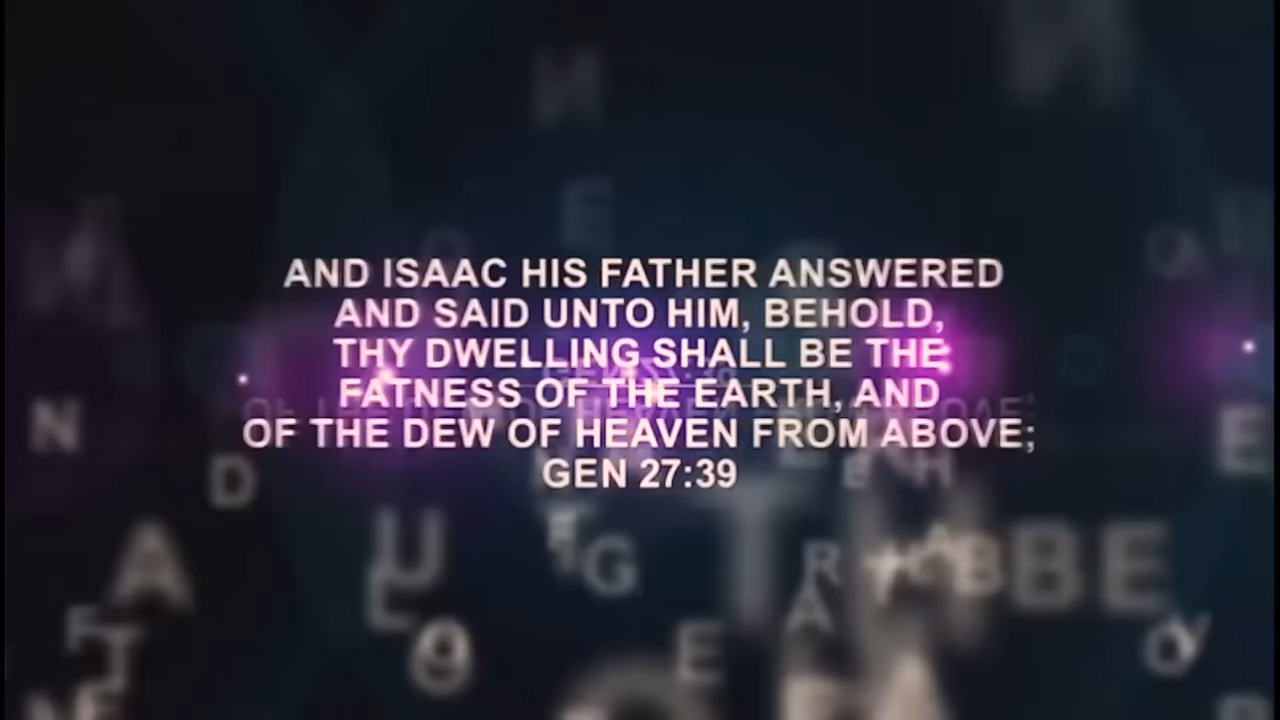 AND ISAAC HIS FATHER ANSWERED
AND SAID UNTO HIM, BEHOLD,
THY DWELLING SHALL BE THE
FATNESS OF THE EARTH, AND
OF THE DEW OF HEAVEN FROM ABOVE;
GEN 27:39